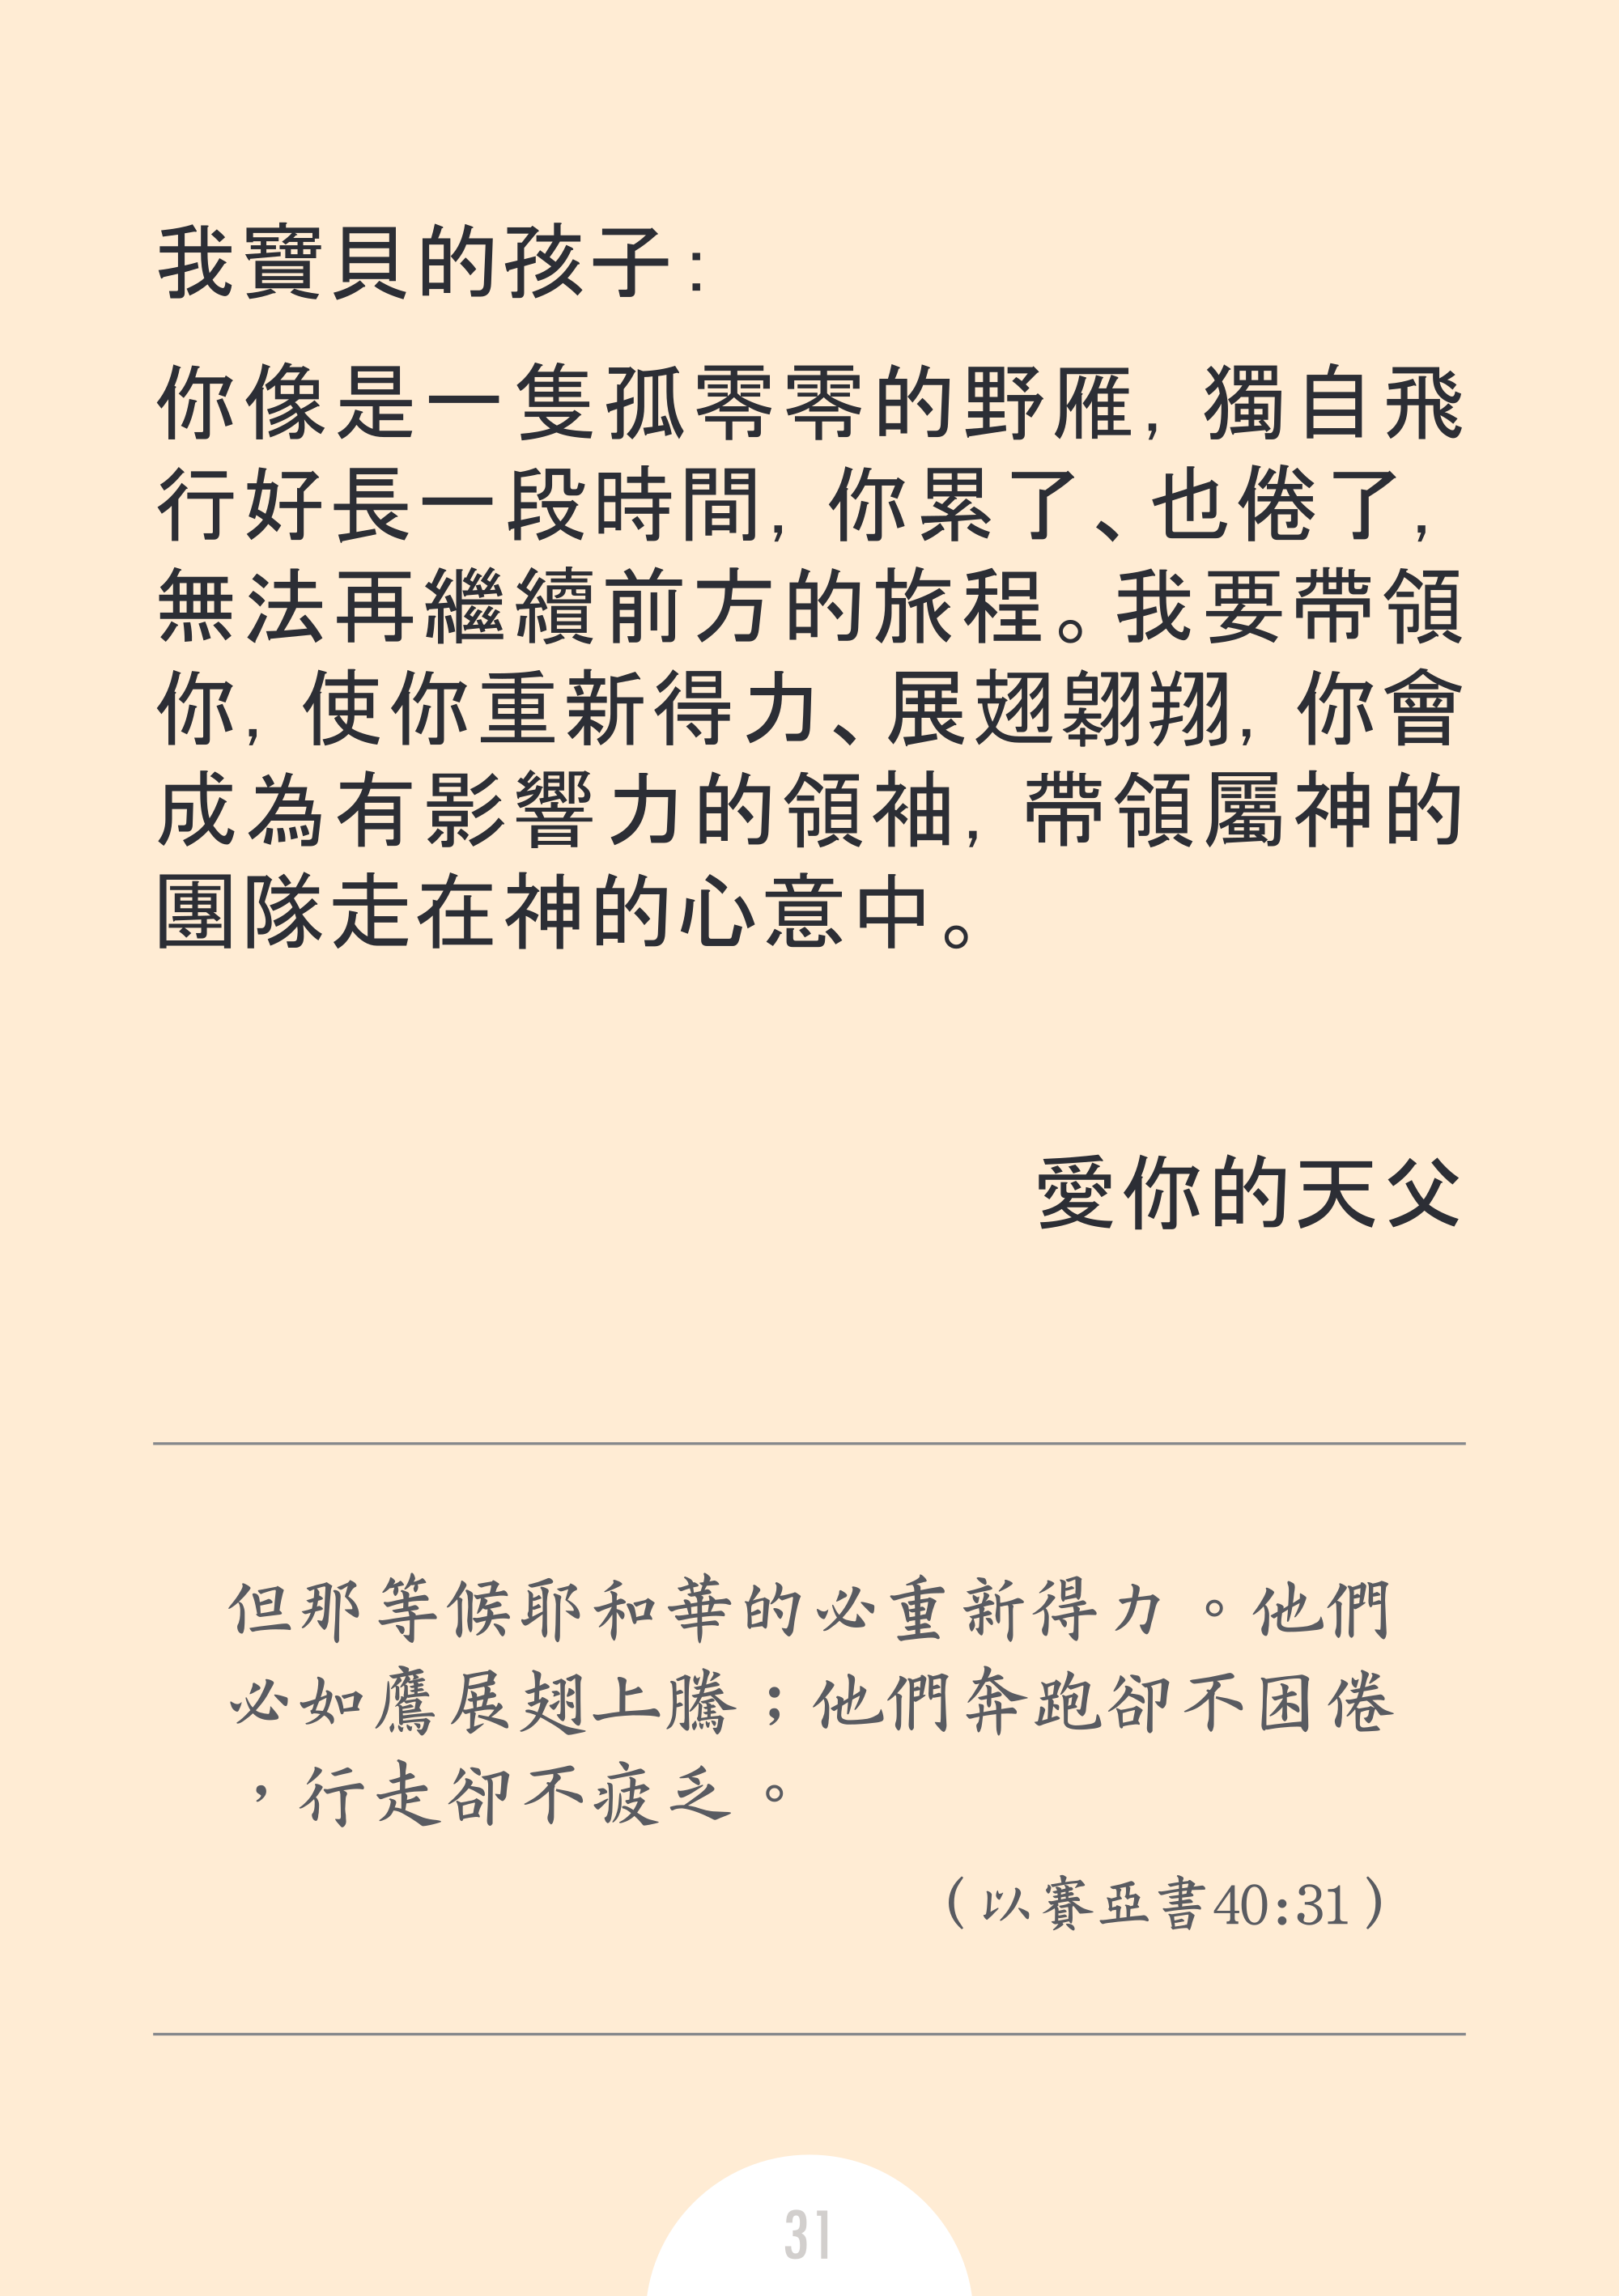 我寶貝的孩子：
你像是一隻孤零零的野雁，獨自飛
行好長一段時間，你累了、也倦了，
無法再繼續前方的旅程。我要帶領
你，使你重新得力、展翅翱翔，你會
成為有影響力的領袖，帶領屬神的
團隊走在神的心意中。
愛你的天父
但那等候耶和華的必重新得力。他們
必如鷹展翅上騰；他們奔跑卻不困倦
，行走卻不疲乏。
（以賽亞書40:31）
31